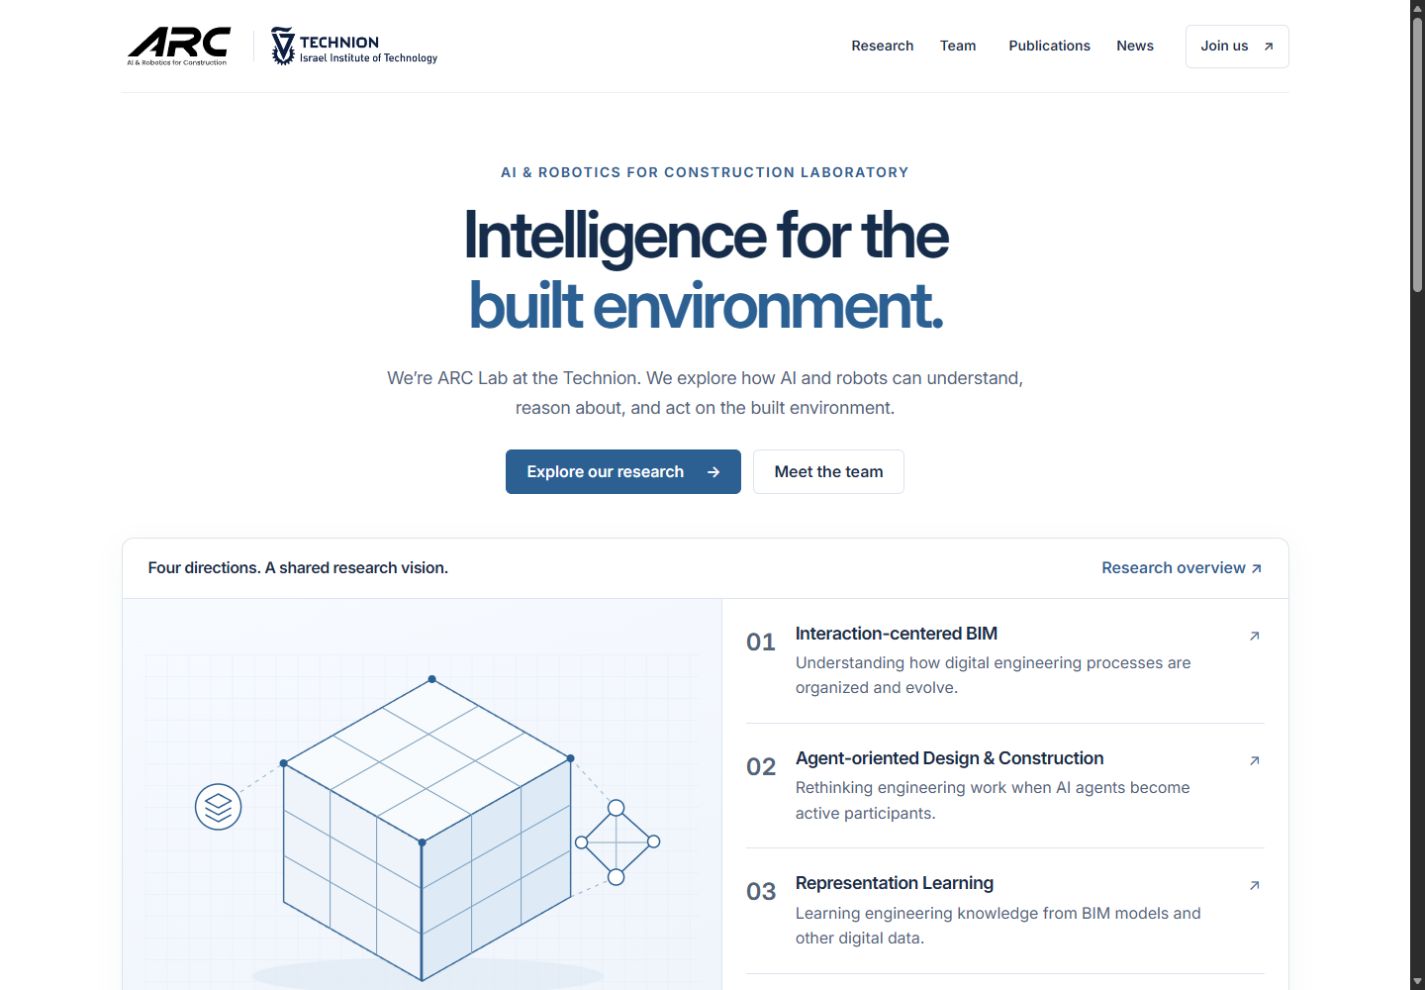 ARC
AI & Robotics for Construction
TECHNION
Israel Institute of Technology
Research
Team
Publications
News
Join us
AI & ROBOTICS FOR CONSTRUCTION LABORATORY
Intelligence for the
built environment.
We're ARC Lab at the Technion. We explore how AI and robots can understand,
reason about, and act on the built environment.
Explore our research →
Meet the team
Four directions. A shared research vision.
Research overview ↗
01
Interaction-centered BIM
Understanding how digital engineering processes are
organized and evolve.
02
Agent-oriented Design & Construction
Rethinking engineering work when AI agents become
active participants.
03
Representation Learning
Learning engineering knowledge from BIM models and
other digital data.